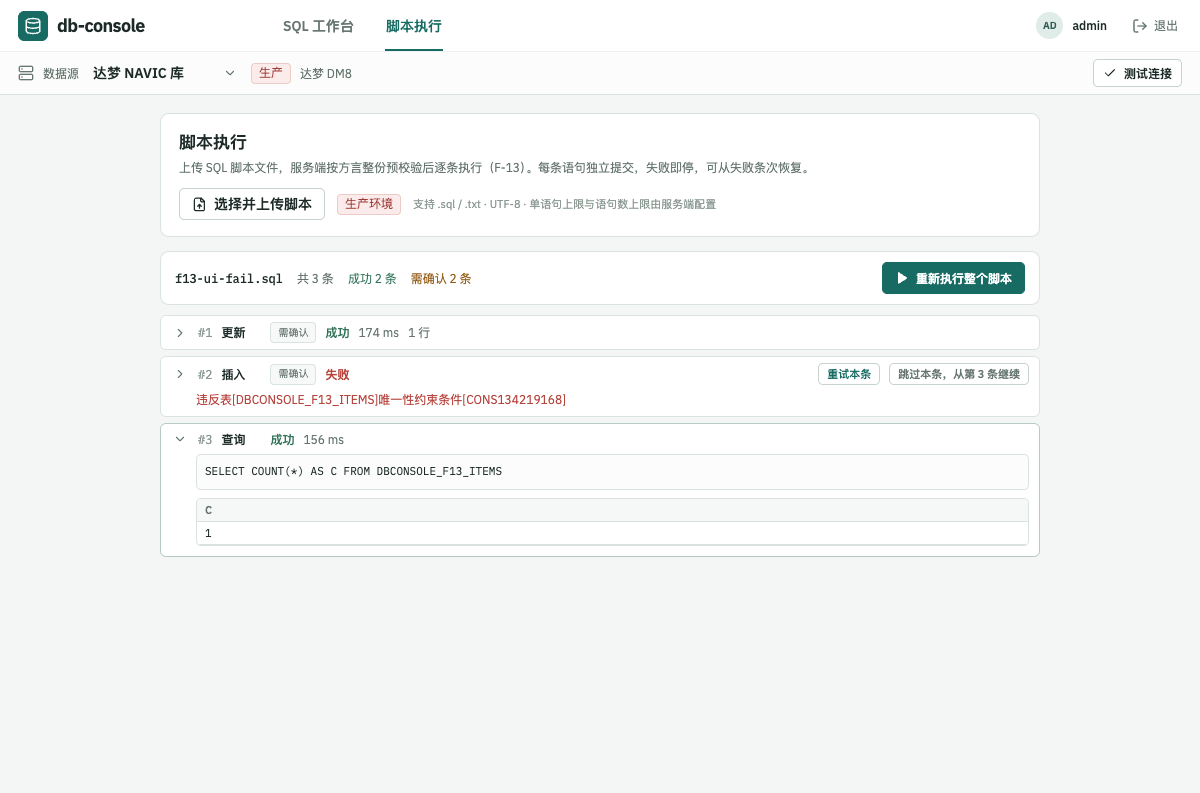 db-console
SQL 工作台
脚本执行
AD
admin
退出
数据源
达梦 NAVIC 库
生产
达梦 DM8
测试连接
脚本执行
上传 SQL 脚本文件，服务端按方言整份预校验后逐条执行（F-13）。每条语句独立提交，失败即停，可从失败条次恢复。
选择并上传脚本
生产环境
支持 .sql / .txt · UTF-8 · 单语句上限与语句数上限由服务端配置
f13-ui-fail.sql 共 3 条 成功 2 条 需确认 2 条
重新执行整个脚本
#1 更新 需确认 成功 174 ms 1 行
#2 插入 需确认 失败
重试本条
跳过本条，从第 3 条继续
违反表[DBCONSOLE_F13_ITEMS]唯一性约束条件[CONS134219168]
#3 查询 成功 156 ms
SELECT COUNT(*) AS C FROM DBCONSOLE_F13_ITEMS
C
1